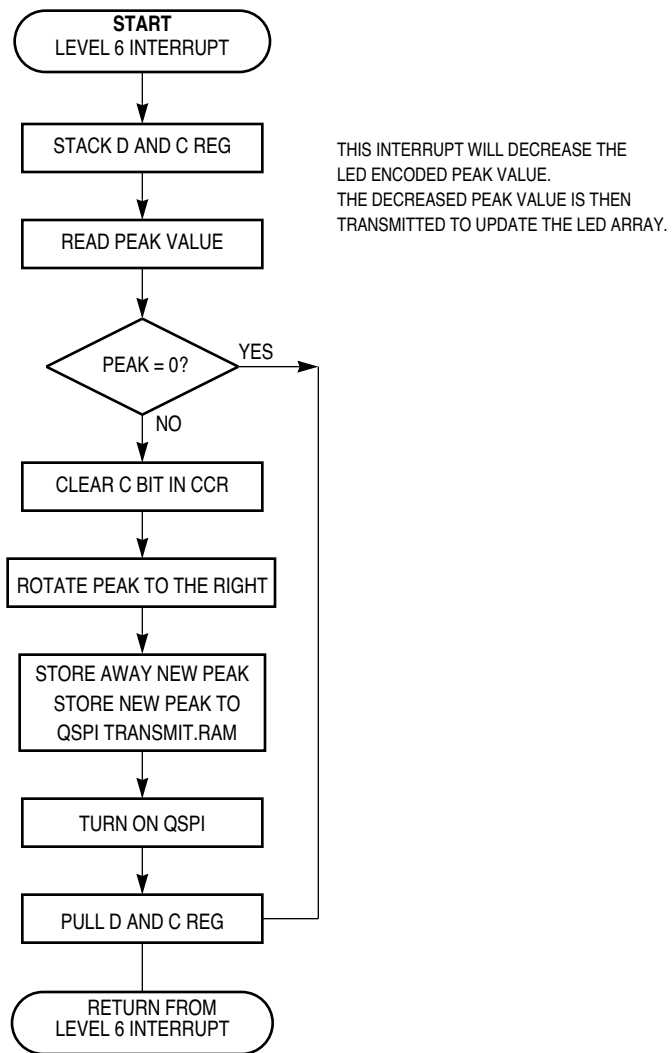 START
LEVEL 6 INTERRUPT
STACK D AND C REG
THIS INTERRUPT WILL DECREASE THE
LED ENCODED PEAK VALUE.
THE DECREASED PEAK VALUE IS THEN
TRANSMITTED TO UPDATE THE LED ARRAY.
READ PEAK VALUE
PEAK = 0?
YES
NO
CLEAR C BIT IN CCR
ROTATE PEAK TO THE RIGHT
STORE AWAY NEW PEAK
STORE NEW PEAK TO
QSPI TRANSMIT.RAM
TURN ON QSPI
PULL D AND C REG
RETURN FROM
LEVEL 6 INTERRUPT